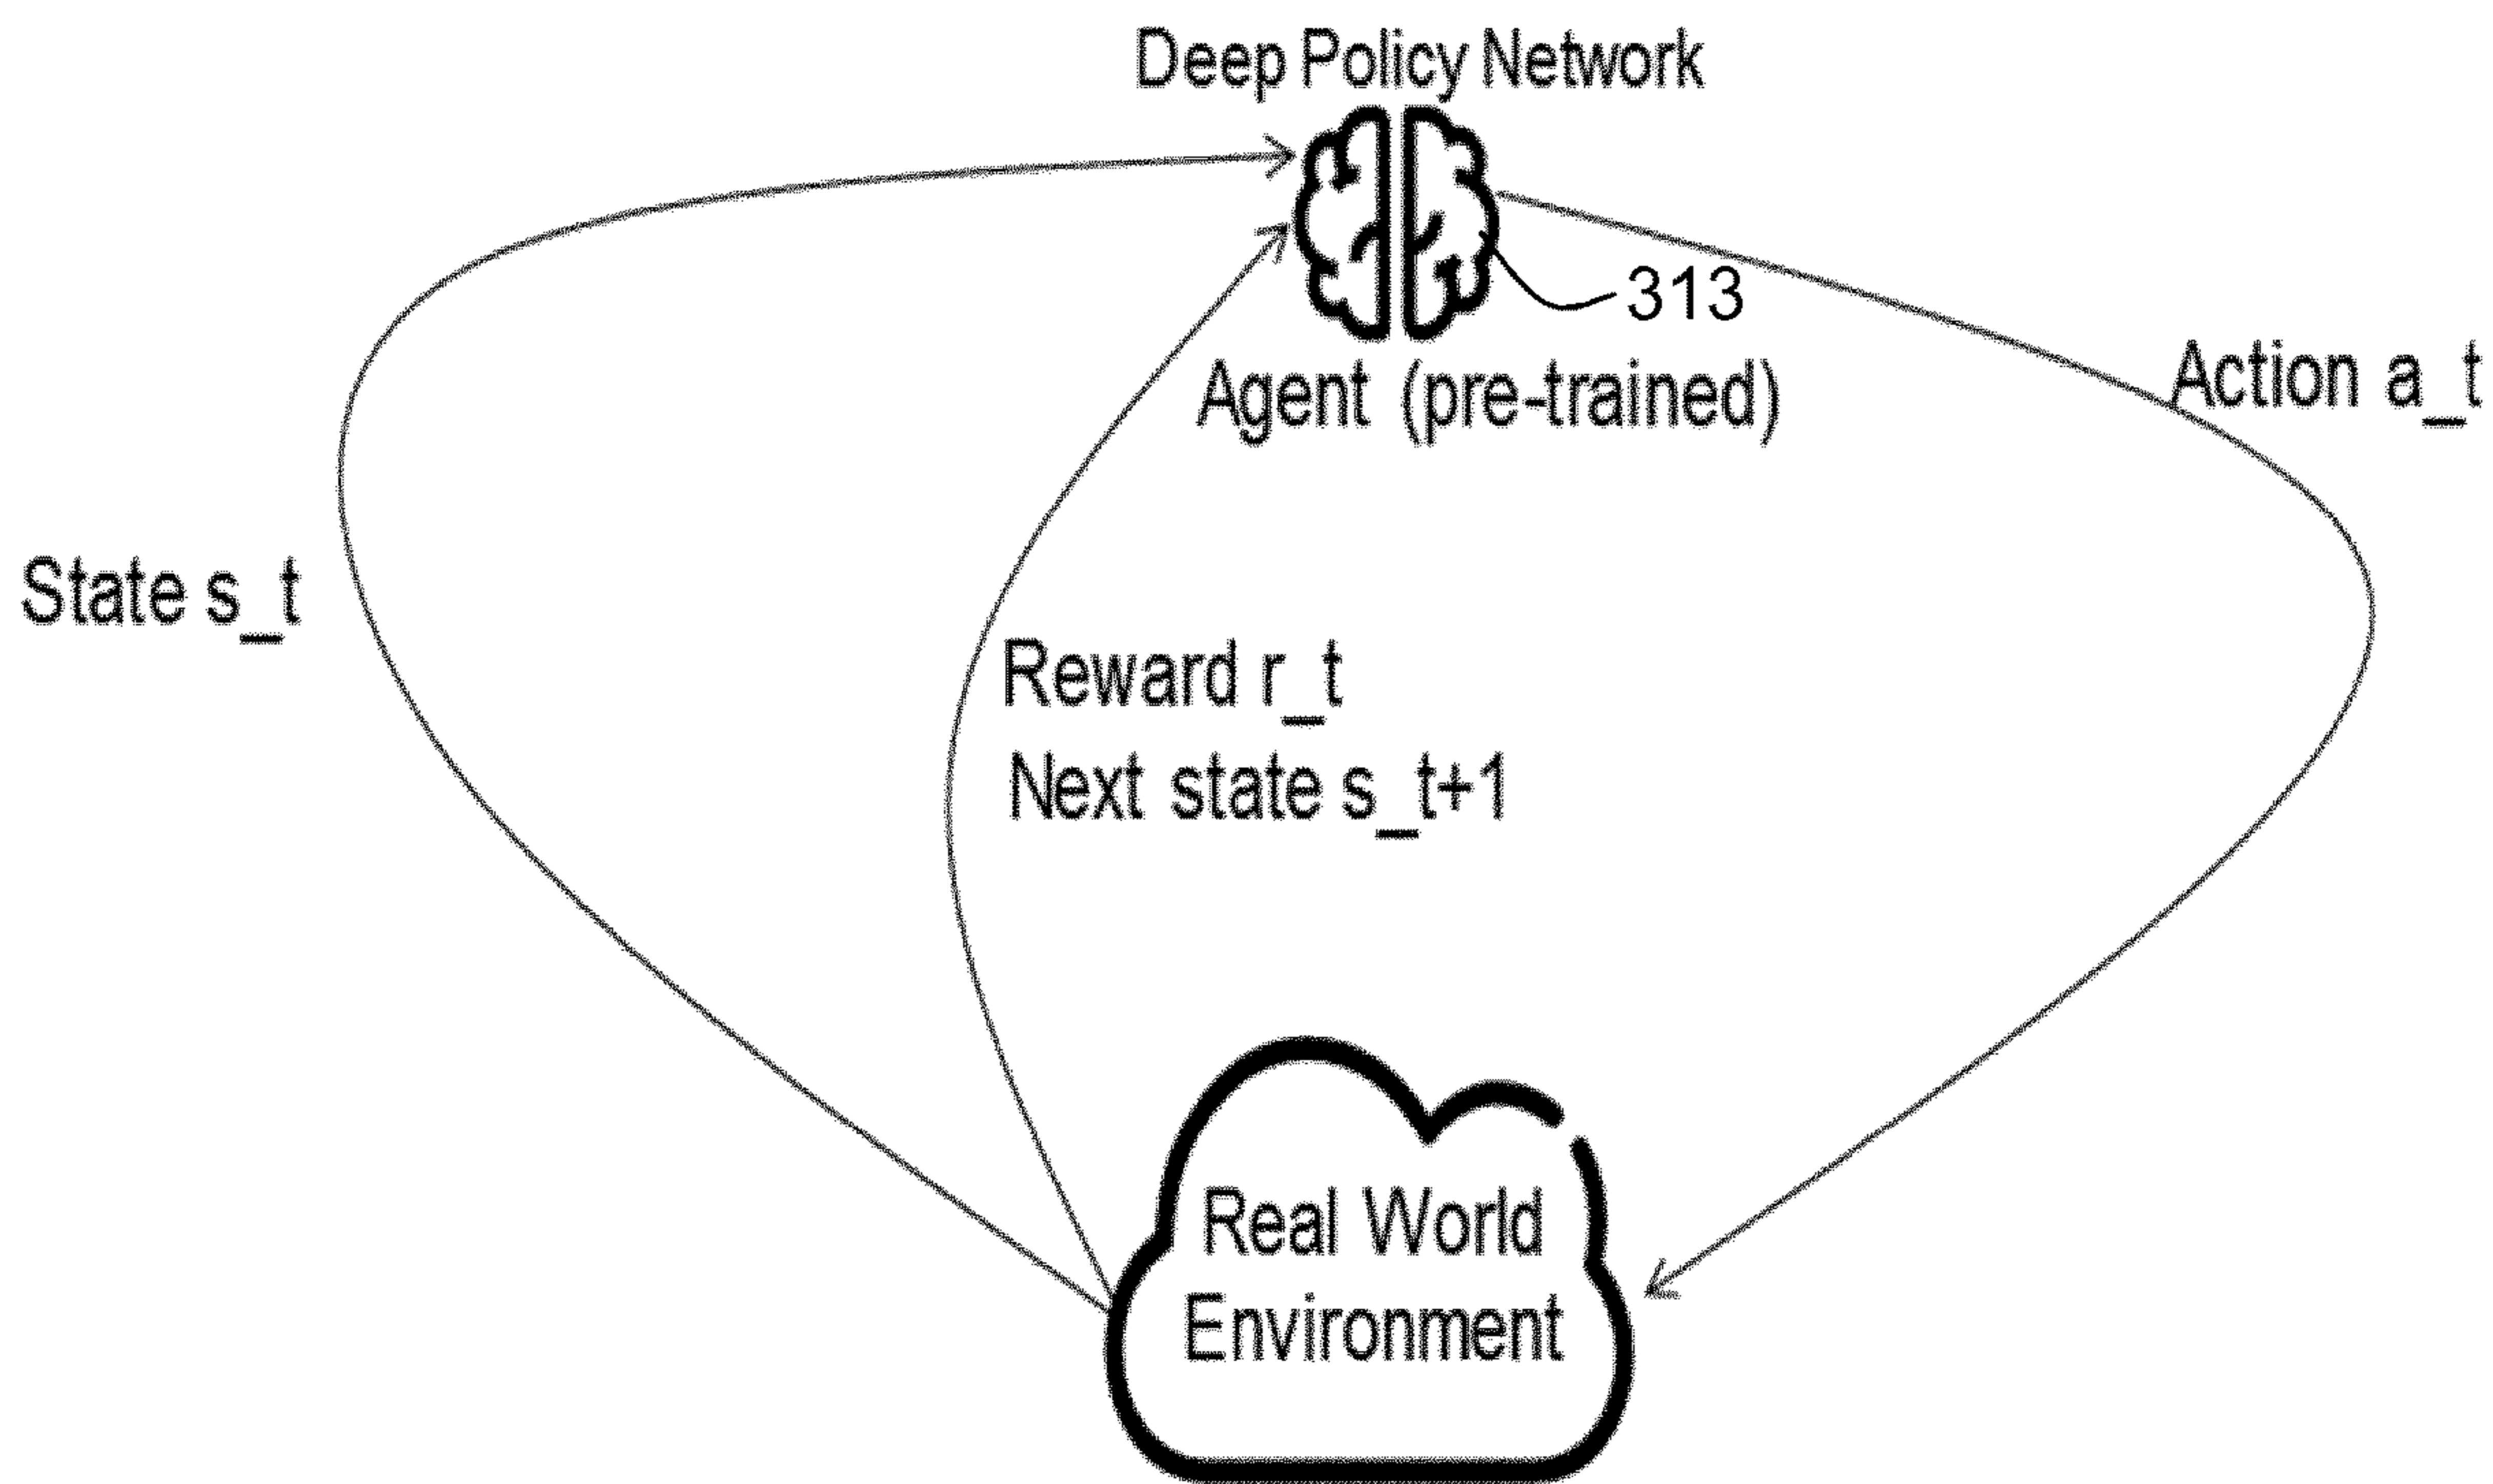 Deep Policy Network
313
Agent (pre-trained)
Action a_t
State s_t
Reward r_t
Next state s_t+1
Real World
Environment